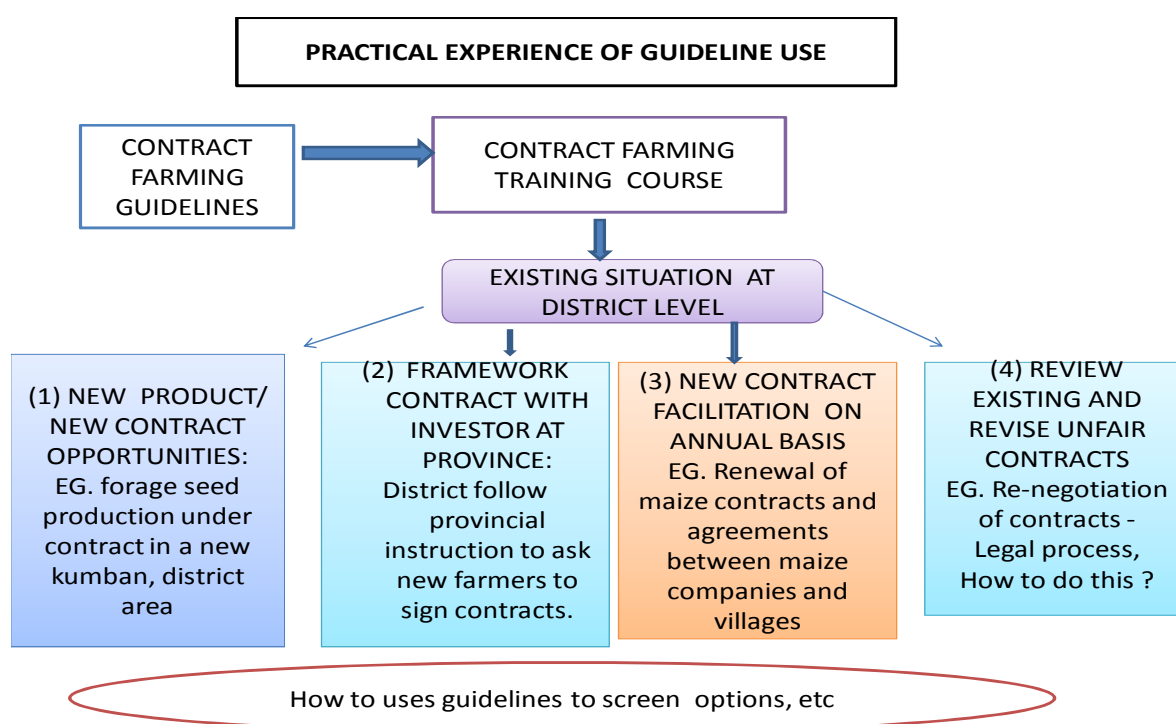 PRACTICAL EXPERIENCE OF GUIDELINE USE
CONTRACT
FARMING
GUIDELINES
CONTRACT FARMING
TRAINING COURSE
EXISTING SITUATION AT
DISTRICT LEVEL
(1) NEW PRODUCT/
NEW CONTRACT
OPPORTUNITIES:
EG. forage seed
production under
contract in a new
kumban, district
area
(2) FRAMEWORK
CONTRACT WITH
INVESTOR AT
PROVINCE:
District follow
provincial
instruction to ask
new farmers to
sign contracts.
(3) NEW CONTRACT
FACILITATION ON
ANNUAL BASIS
EG. Renewal of
maize contracts and
agreements
between maize
companies and
villages
(4) REVIEW
EXISTING AND
REVISE UNFAIR
CONTRACTS
EG. Re-negotiation
of contracts -
Legal process,
How to do this ?
How to uses guidelines to screen options, etc